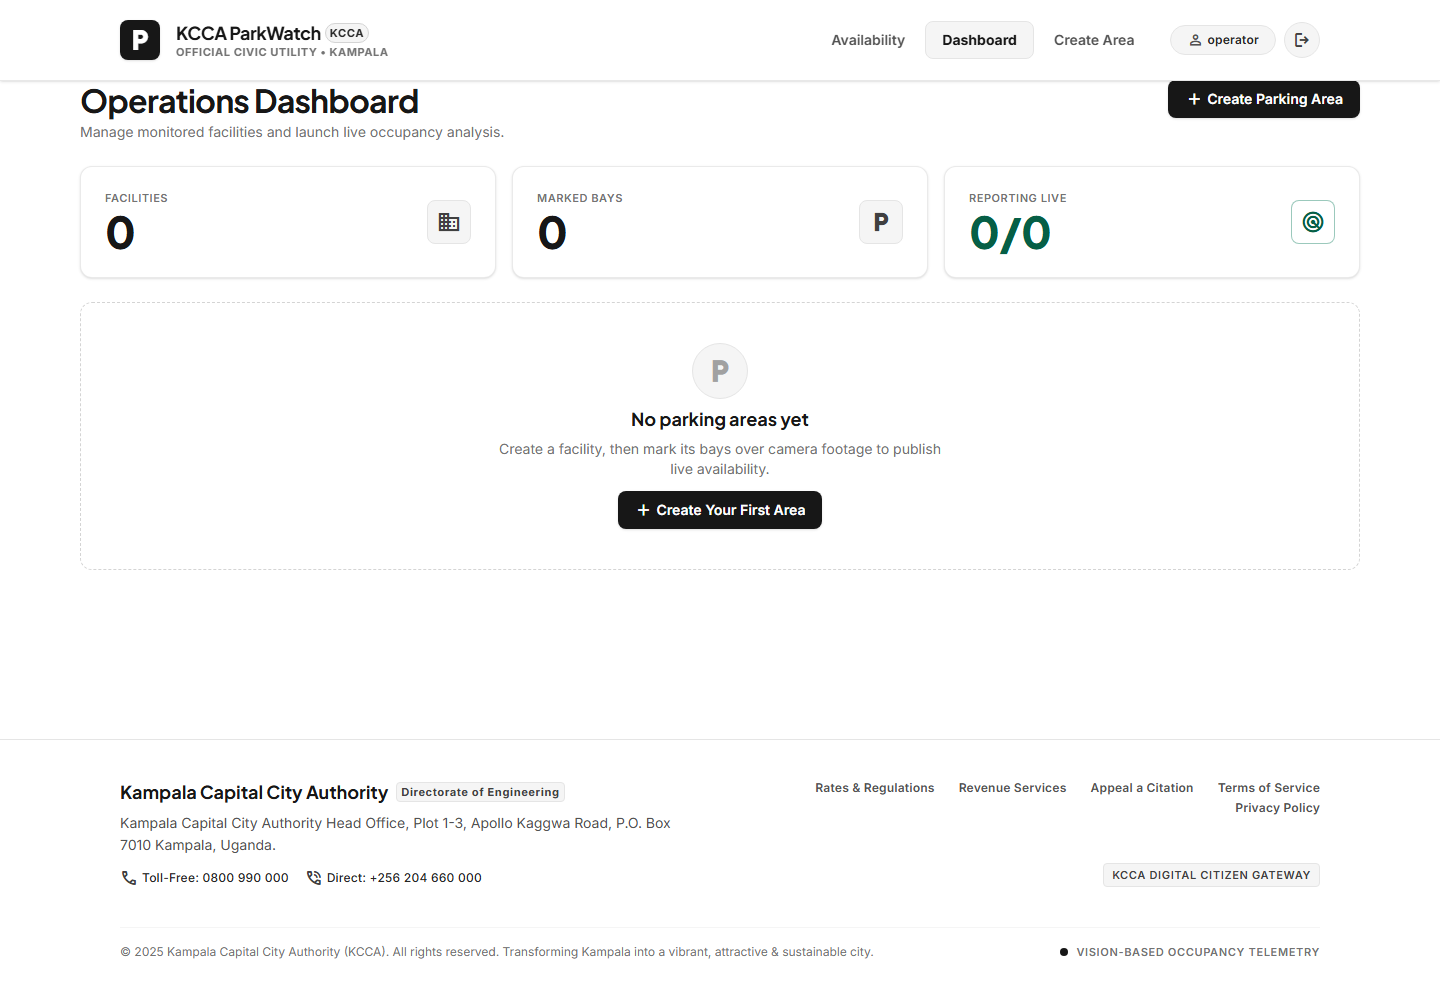 P
KCCA ParkWatch KCCA
OFFICIAL CIVIC UTILITY • KAMPALA
Availability
Dashboard
Create Area
operator
Operations Dashboard
Manage monitored facilities and launch live occupancy analysis.
+ Create Parking Area
FACILITIES
0
MARKED BAYS
0
P
REPORTING LIVE
0/0
P
No parking areas yet
Create a facility, then mark its bays over camera footage to publish
live availability.
+ Create Your First Area
Kampala Capital City Authority Directorate of Engineering
Kampala Capital City Authority Head Office, Plot 1-3, Apollo Kaggwa Road, P.O. Box
7010 Kampala, Uganda.
Toll-Free: 0800 990 000 Direct: +256 204 660 000
Rates & Regulations Revenue Services Appeal a Citation Terms of Service
Privacy Policy
KCCA DIGITAL CITIZEN GATEWAY
© 2025 Kampala Capital City Authority (KCCA). All rights reserved. Transforming Kampala into a vibrant, attractive & sustainable city.
VISION-BASED OCCUPANCY TELEMETRY